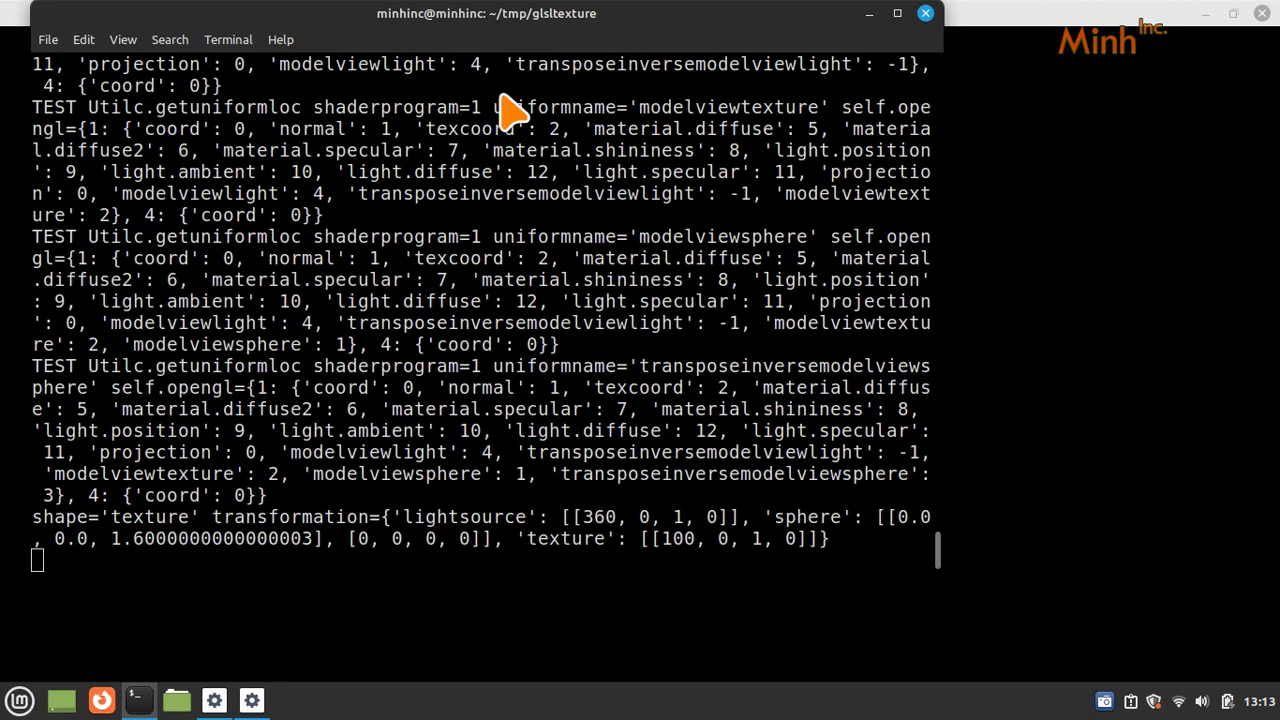 minhinc@minhinc: ~/tmp/glsltexture
Minh Inc.
File Edit View Search Terminal Help
11, 'projection': 0, 'modelviewlight': 4, 'transposeinversemodelviewlight': -1},
 4: {'coord': 0}}
TEST Utilc.getuniformloc shaderprogram=1 uniformname='modelviewtexture' self.ope
ngl={1: {'coord': 0, 'normal': 1, 'texcoord': 2, 'material.diffuse': 5, 'materia
l.diffuse2': 6, 'material.specular': 7, 'material.shininess': 8, 'light.position
': 9, 'light.ambient': 10, 'light.diffuse': 12, 'light.specular': 11, 'projectio
n': 0, 'modelviewlight': 4, 'transposeinversemodelviewlight': -1, 'modelviewtext
ure': 2}, 4: {'coord': 0}}
TEST Utilc.getuniformloc shaderprogram=1 uniformname='modelviewsphere' self.open
gl={1: {'coord': 0, 'normal': 1, 'texcoord': 2, 'material.diffuse': 5, 'material
.diffuse2': 6, 'material.specular': 7, 'material.shininess': 8, 'light.position'
: 9, 'light.ambient': 10, 'light.diffuse': 12, 'light.specular': 11, 'projection
': 0, 'modelviewlight': 4, 'transposeinversemodelviewlight': -1, 'modelviewtextu
re': 2, 'modelviewsphere': 1}, 4: {'coord': 0}}
TEST Utilc.getuniformloc shaderprogram=1 uniformname='transposeinversemodelviews
phere' self.opengl={1: {'coord': 0, 'normal': 1, 'texcoord': 2, 'material.diffus
e': 5, 'material.diffuse2': 6, 'material.specular': 7, 'material.shininess': 8,
'light.position': 9, 'light.ambient': 10, 'light.diffuse': 12, 'light.specular':
 11, 'projection': 0, 'modelviewlight': 4, 'transposeinversemodelviewlight': -1,
 'modelviewtexture': 2, 'modelviewsphere': 1, 'transposeinversemodelviewsphere':
 3}, 4: {'coord': 0}}
shape='texture' transformation={'lightsource': [[360, 0, 1, 0]], 'sphere': [[0.0
, 0.0, 1.6000000000000003], [0, 0, 0, 0]], 'texture': [[100, 0, 1, 0]]}
13:13